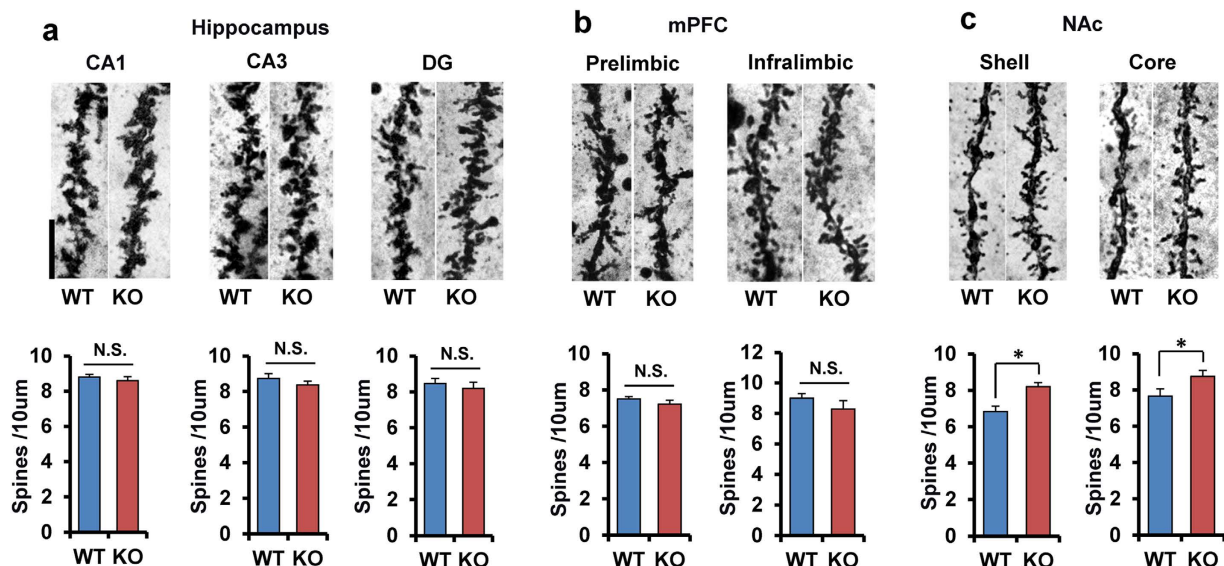 a
Hippocampus
CA1 CA3 DG
WT KO WT KO WT KO
Spines /10um
10
8
6
4
2
0
N.S.
WT KO
Spines /10um
10
8
6
4
2
0
N.S.
WT KO
Spines /10um
10
8
6
4
2
0
N.S.
WT KO
b
mPFC
Prelimbic Infralimbic
WT KO WT KO
Spines /10um
10
8
6
4
2
0
N.S.
WT KO
Spines /10um
12
10
8
6
4
2
0
N.S.
WT KO
c
NAc
Shell Core
WT KO WT KO
Spines /10um
10
8
6
4
2
0
*
WT KO
Spines /10um
10
8
6
4
2
0
*
WT KO